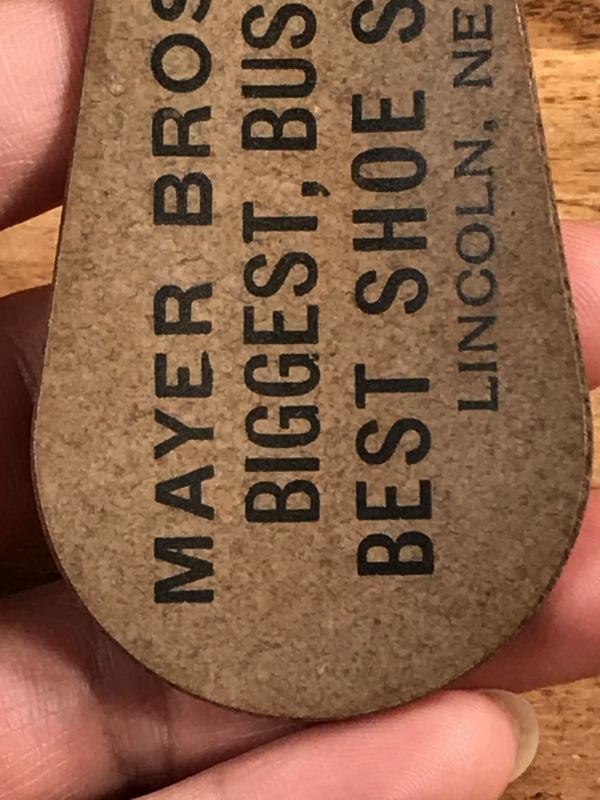 MAYER BROS
BIGGEST, BUS
BEST SHOE S
LINCOLN, NE